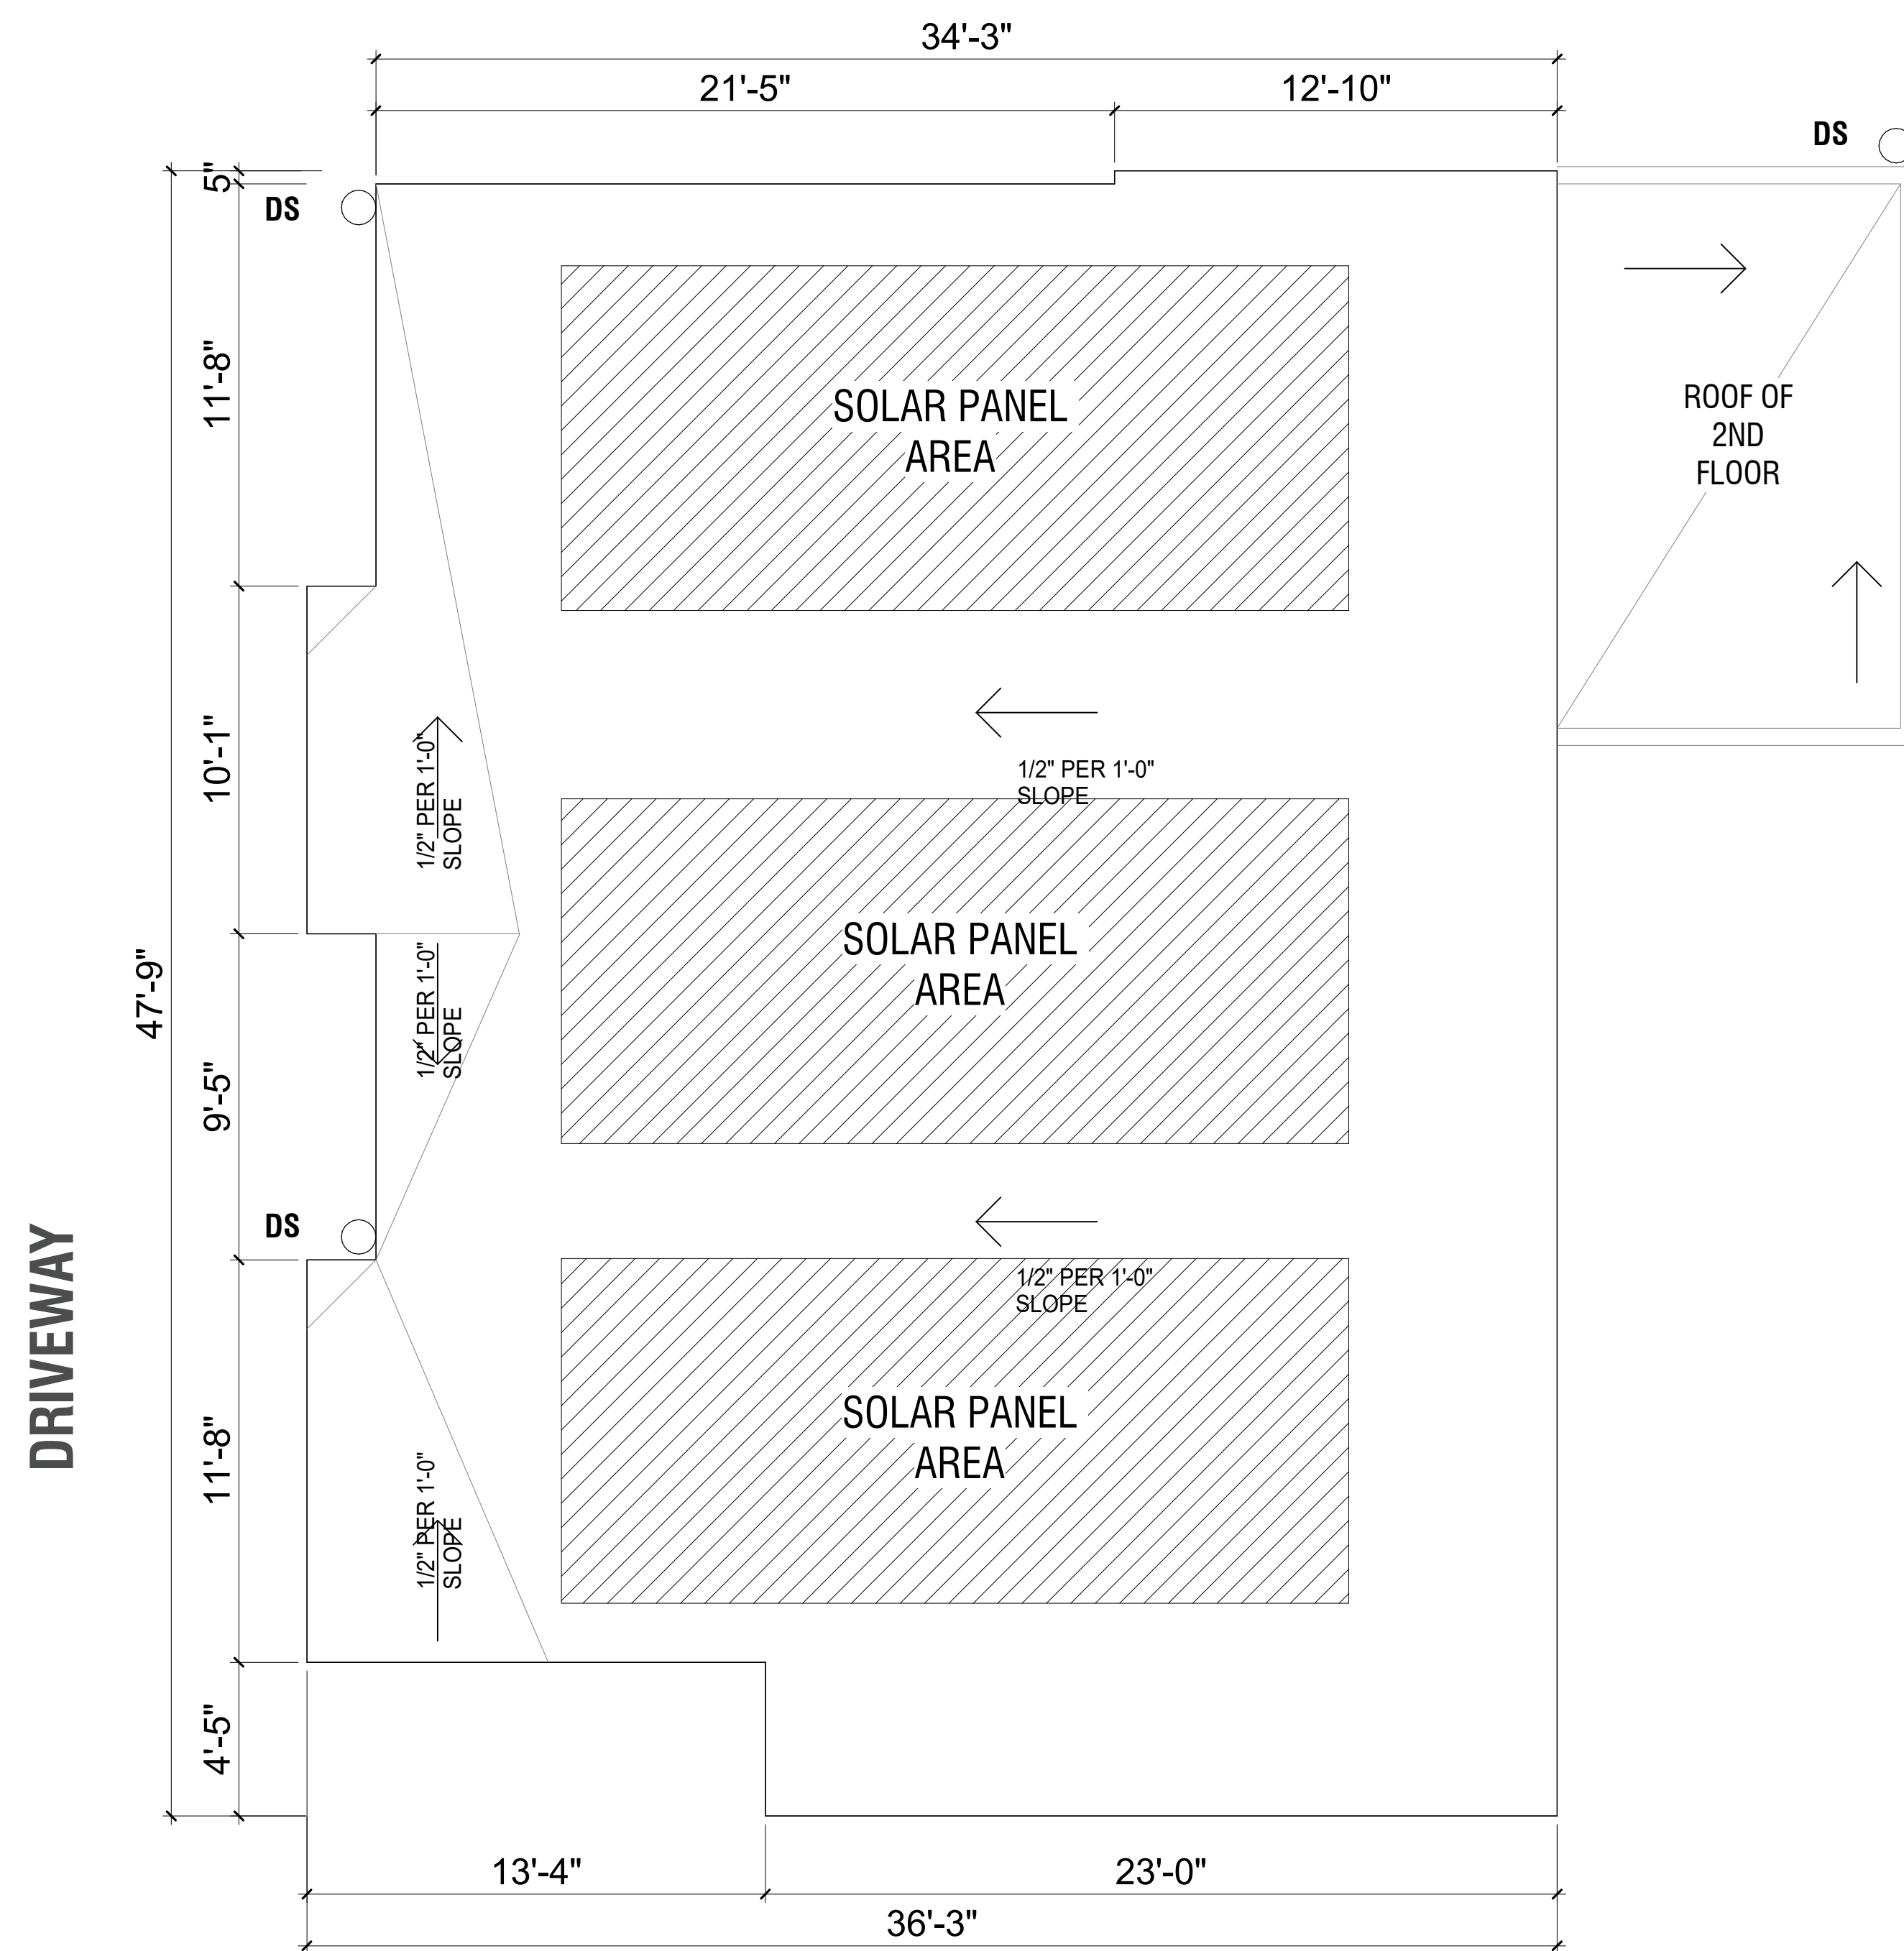 34'-3"
21'-5"
12'-10"
DS
5"
DS
11'-8"
SOLAR PANEL
AREA
ROOF OF
2ND
FLOOR
10'-1"
1/2" PER 1'-0"
SLOPE
1/2" PER 1'-0"
SLOPE
47'-9"
SOLAR PANEL
AREA
1/2" PER 1'-0"
SLOPE
9'-5"
DS
DRIVEWAY
1/2" PER 1'-0"
SLOPE
11'-8"
SOLAR PANEL
AREA
1/2" PER 1'-0"
SLOPE
4'-5"
13'-4"
23'-0"
36'-3"